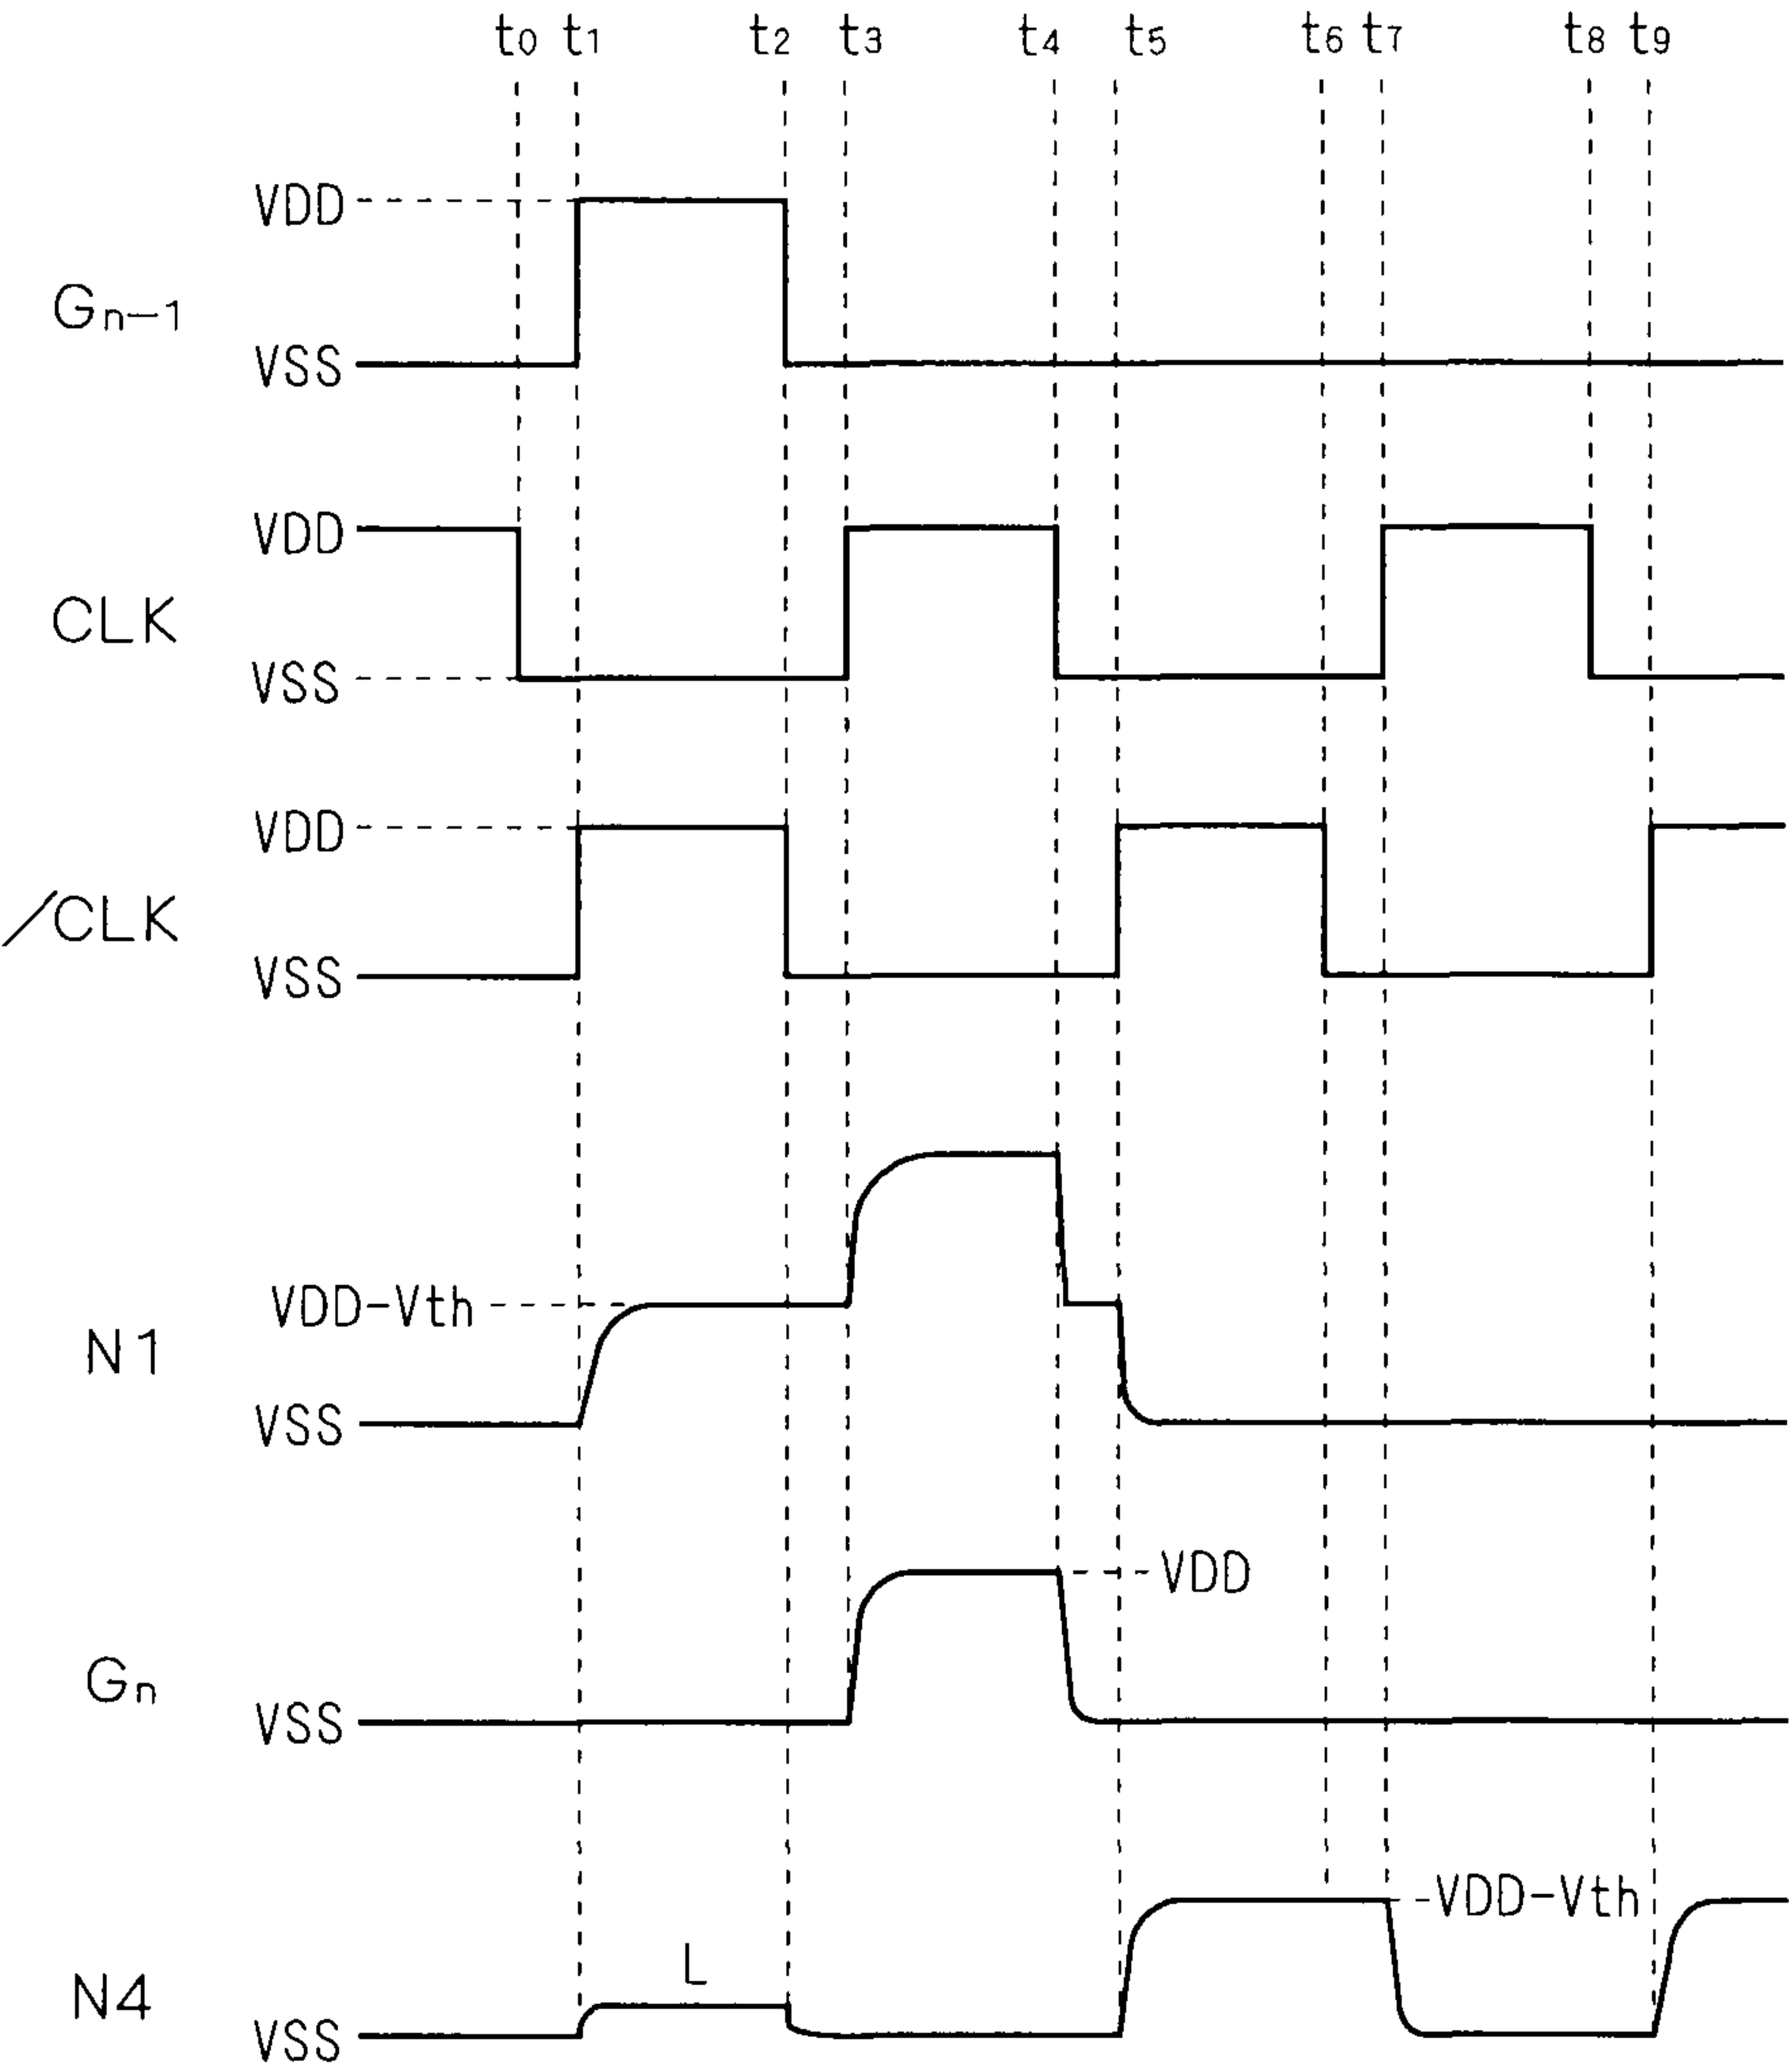 t0 t1 t2 t3 t4 t5 t6 t7 t8 t9
VDD
Gn-1
VSS
VDD
CLK
VSS
VDD
/CLK
VSS
VDD-Vth
N1
VSS
VDD
Gn
VSS
VDD-Vth
L
N4
VSS